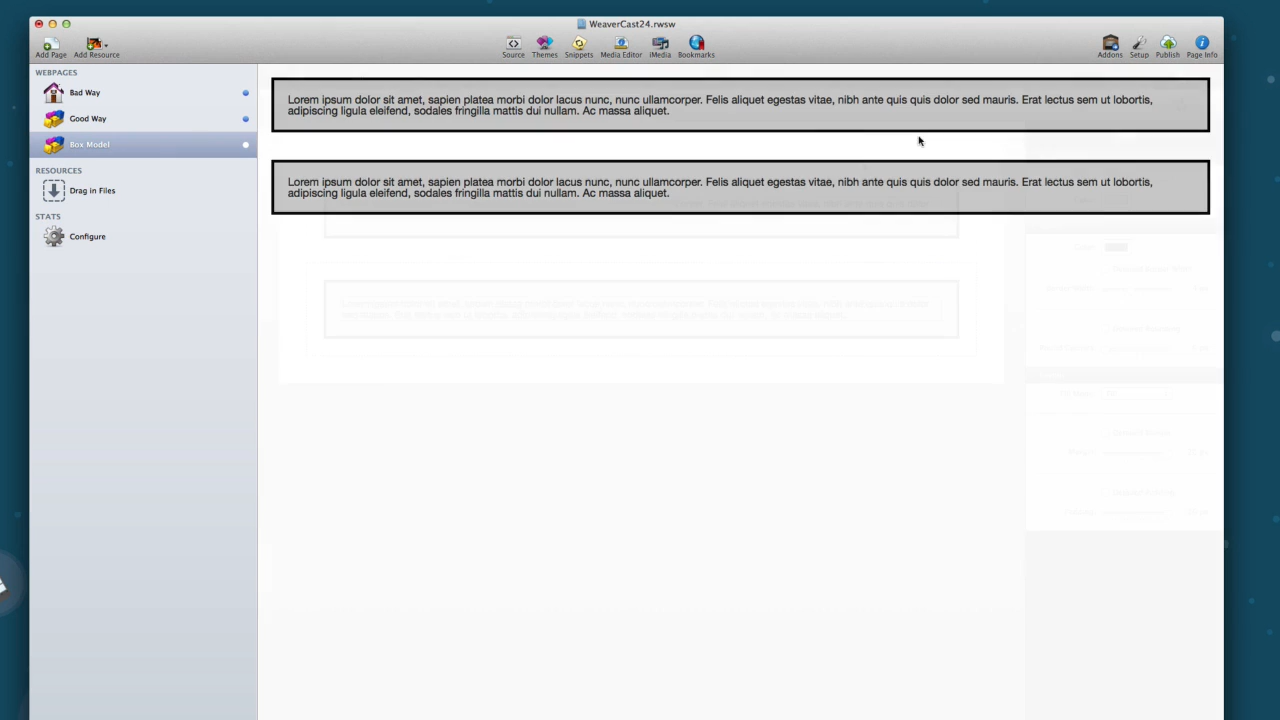 WeaverCast24.rwsw
Add Page
Add Resource
Source
Themes
Snippets
Media Editor
iMedia
Bookmarks
Addons
Setup
Publish
Page Info
WEBPAGES
Bad Way
Good Way
Box Model
RESOURCES
Drag in Files
STATS
Configure
Lorem ipsum dolor sit amet, sapien platea morbi dolor lacus nunc, nunc ullamcorper. Felis aliquet egestas vitae, nibh ante quis quis dolor sed mauris. Erat lectus sem ut lobortis,
adipiscing ligula eleifend, sodales fringilla mattis dui nullam. Ac massa aliquet.
Lorem ipsum dolor sit amet, sapien platea morbi dolor lacus nunc, nunc ullamcorper. Felis aliquet egestas vitae, nibh ante quis quis dolor sed mauris. Erat lectus sem ut lobortis,
adipiscing ligula eleifend, sodales fringilla mattis dui nullam. Ac massa aliquet.